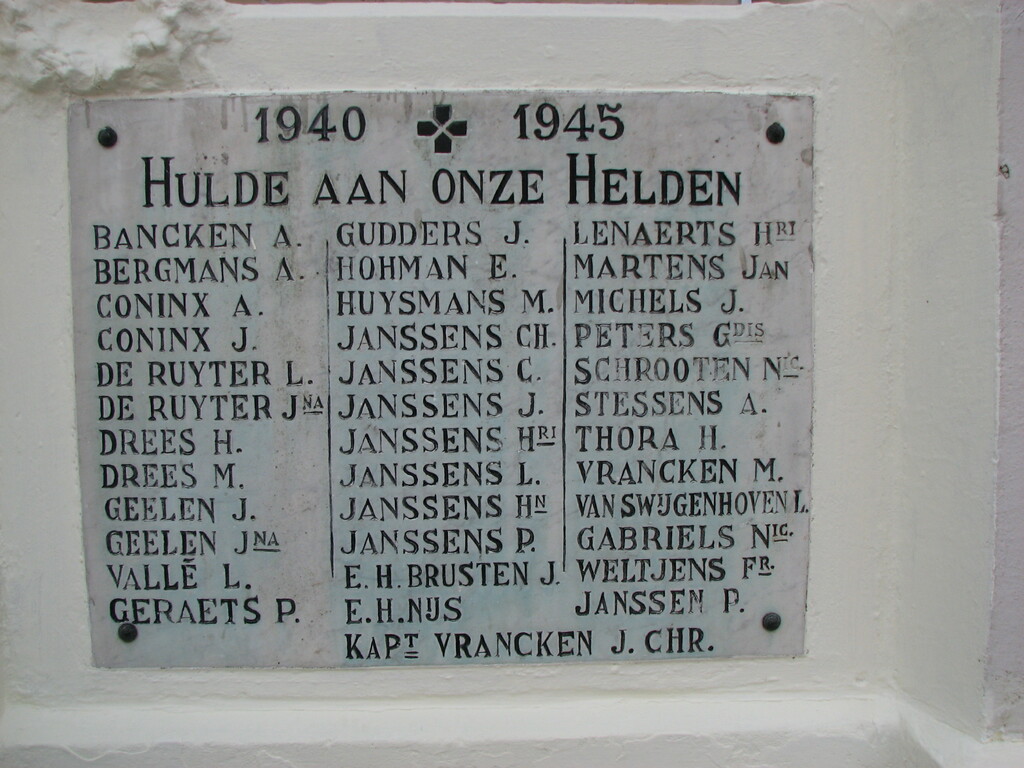 1940 1945
HULDE AAN ONZE HELDEN
BANCKEN A.
BERGMANS A.
CONINX A.
CONINX J.
DE RUYTER L.
DE RUYTER JNA
DREES H.
DREES M.
GEELEN J.
GEELEN JNA
VALLÉ L.
GERAETS P.
GUDDERS J.
HOHMAN E.
HUYSMANS M.
JANSSENS CH.
JANSSENS C.
JANSSENS J.
JANSSENS HRI
JANSSENS L.
JANSSENS HN
JANSSENS P.
E.H. BRUSTEN J.
E.H. NIJS
KAPT VRANCKEN J. CHR.
LENAERTS HRI
MARTENS JAN
MICHELS J.
PETERS GDIS
SCHROOTEN NIC.
STESSENS A.
THORA H.
VRANCKEN M.
VAN SWIJGENHOVEN L.
GABRIELS NIC.
WELTJENS FR.
JANSSEN P.